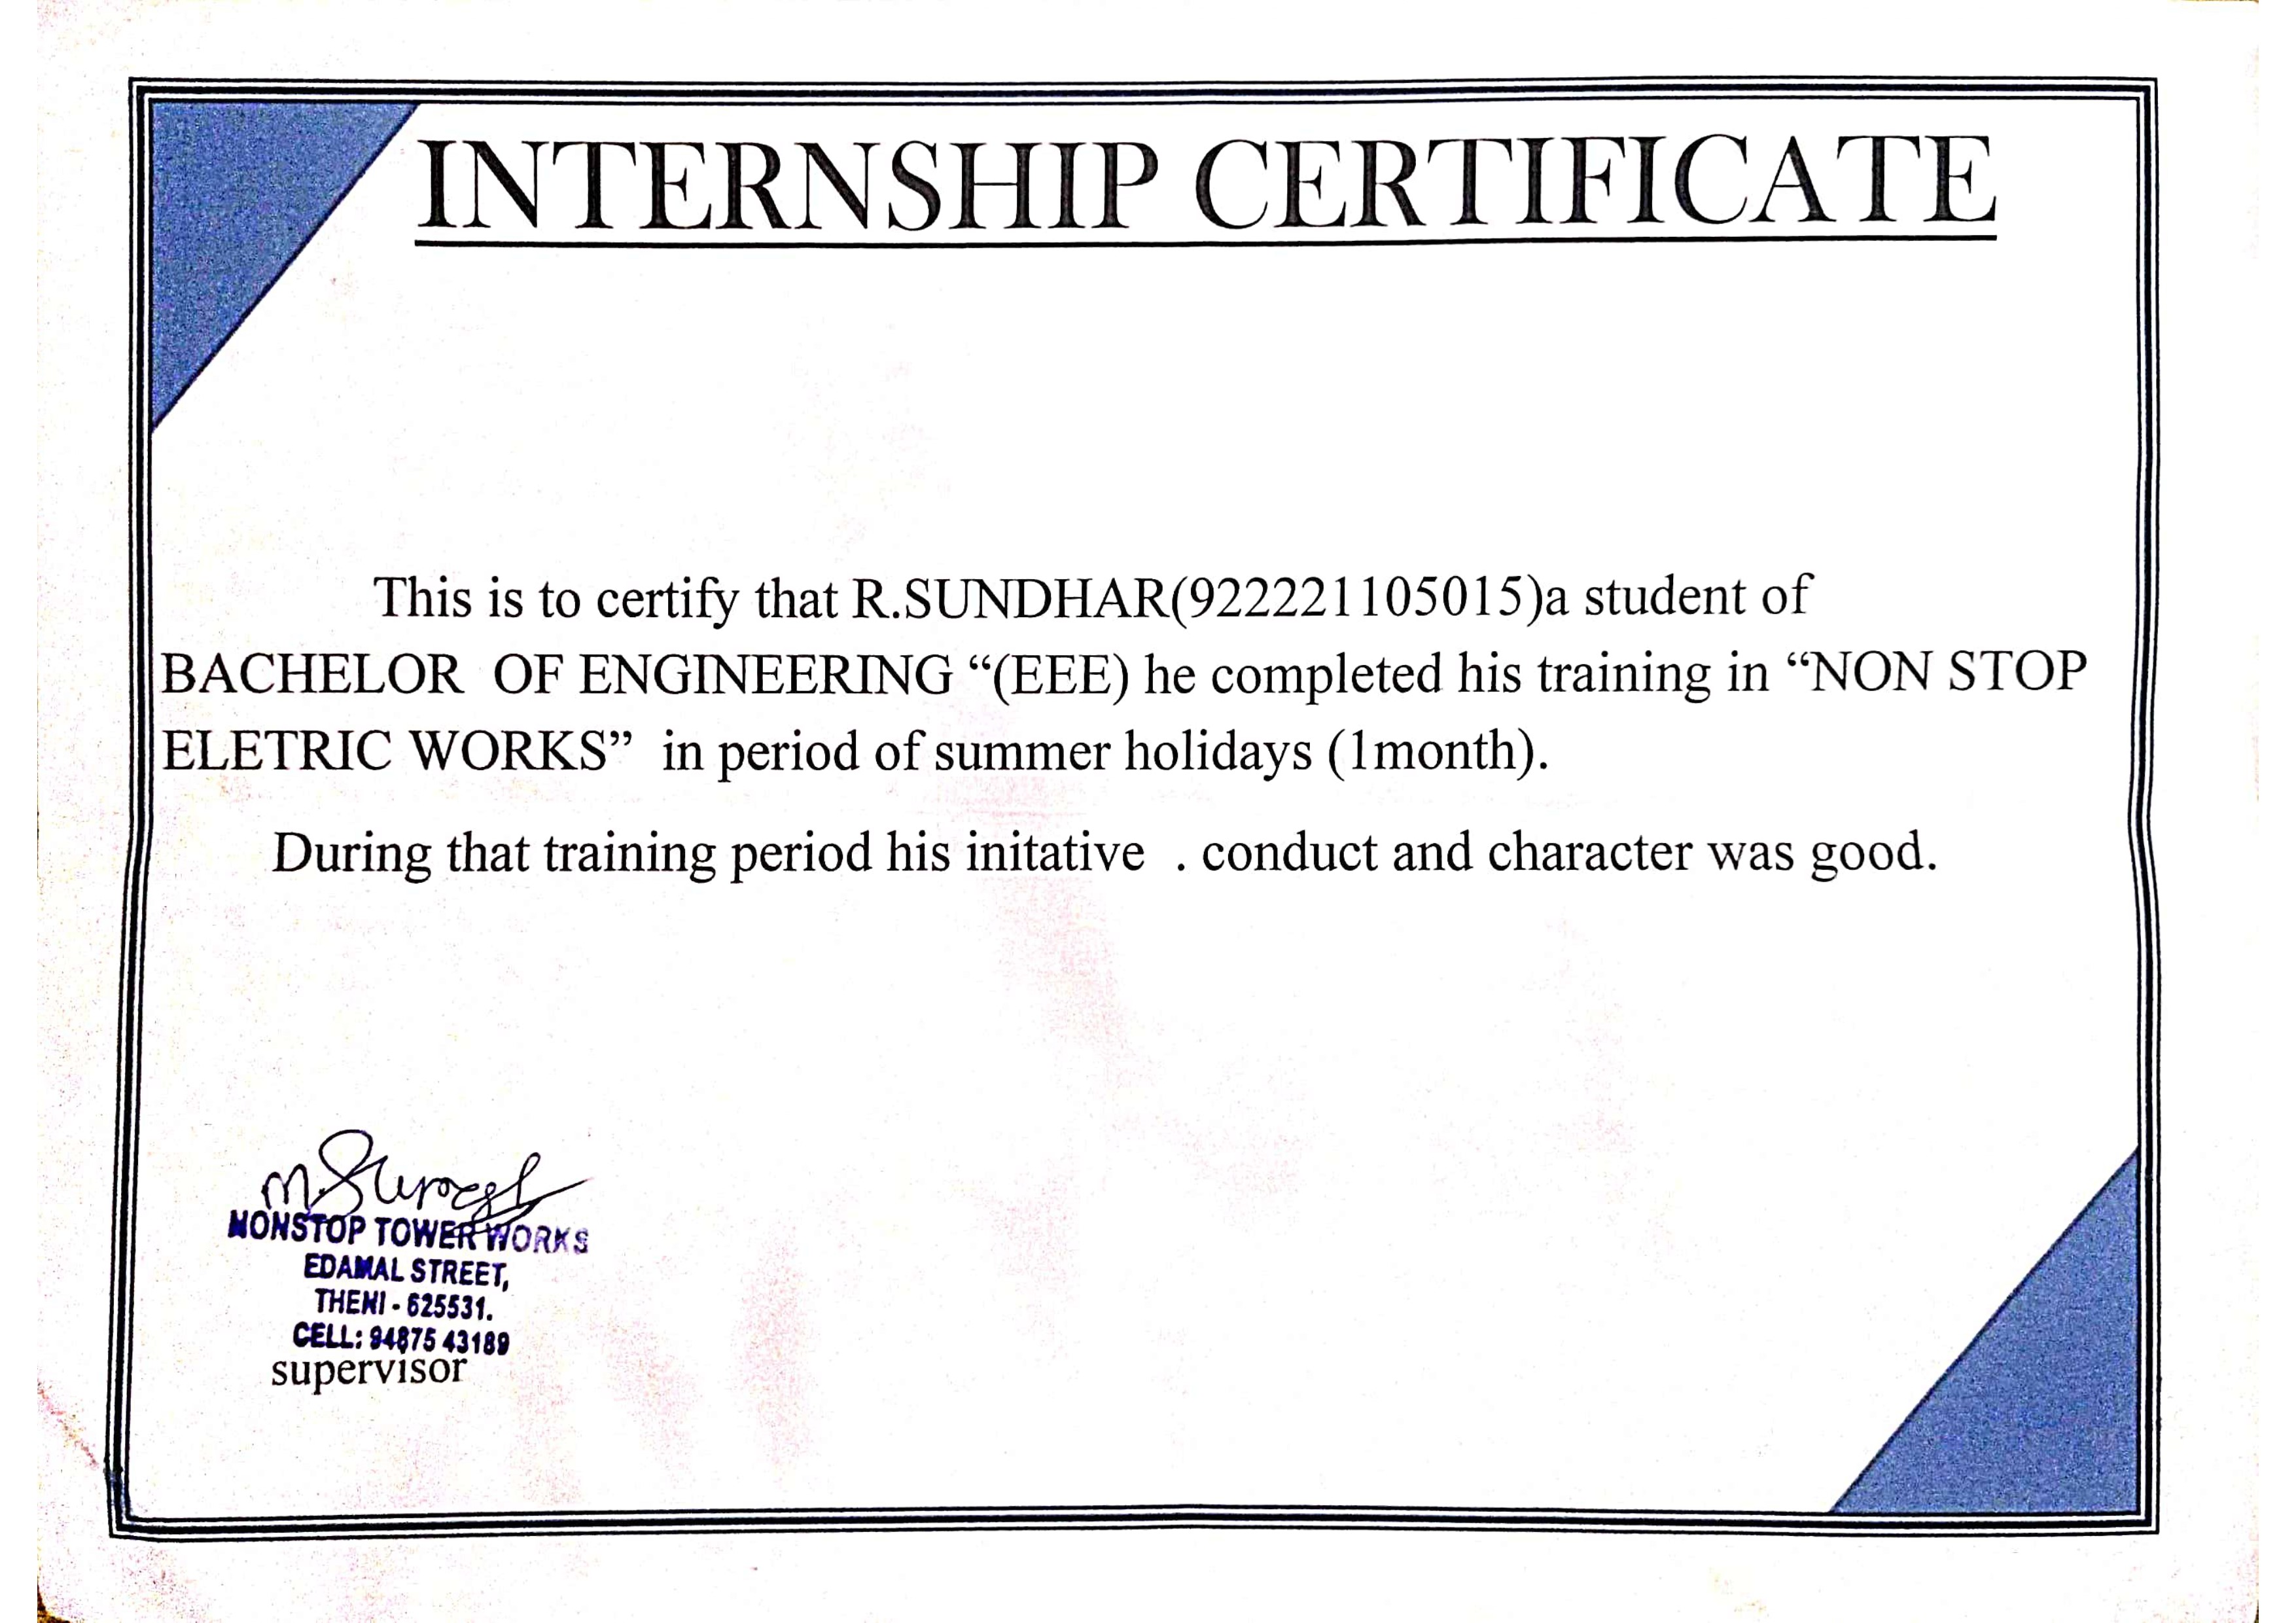 INTERNSHIP CERTIFICATE
This is to certify that R.SUNDHAR(922221105015)a student of
BACHELOR OF ENGINEERING “(EEE) he completed his training in “NON STOP
ELETRIC WORKS” in period of summer holidays (1month).
During that training period his initative . conduct and character was good.
NONSTOP TOWER WORKS
EDAMAL STREET,
THENI - 625531.
CELL: 94875 43189
supervisor